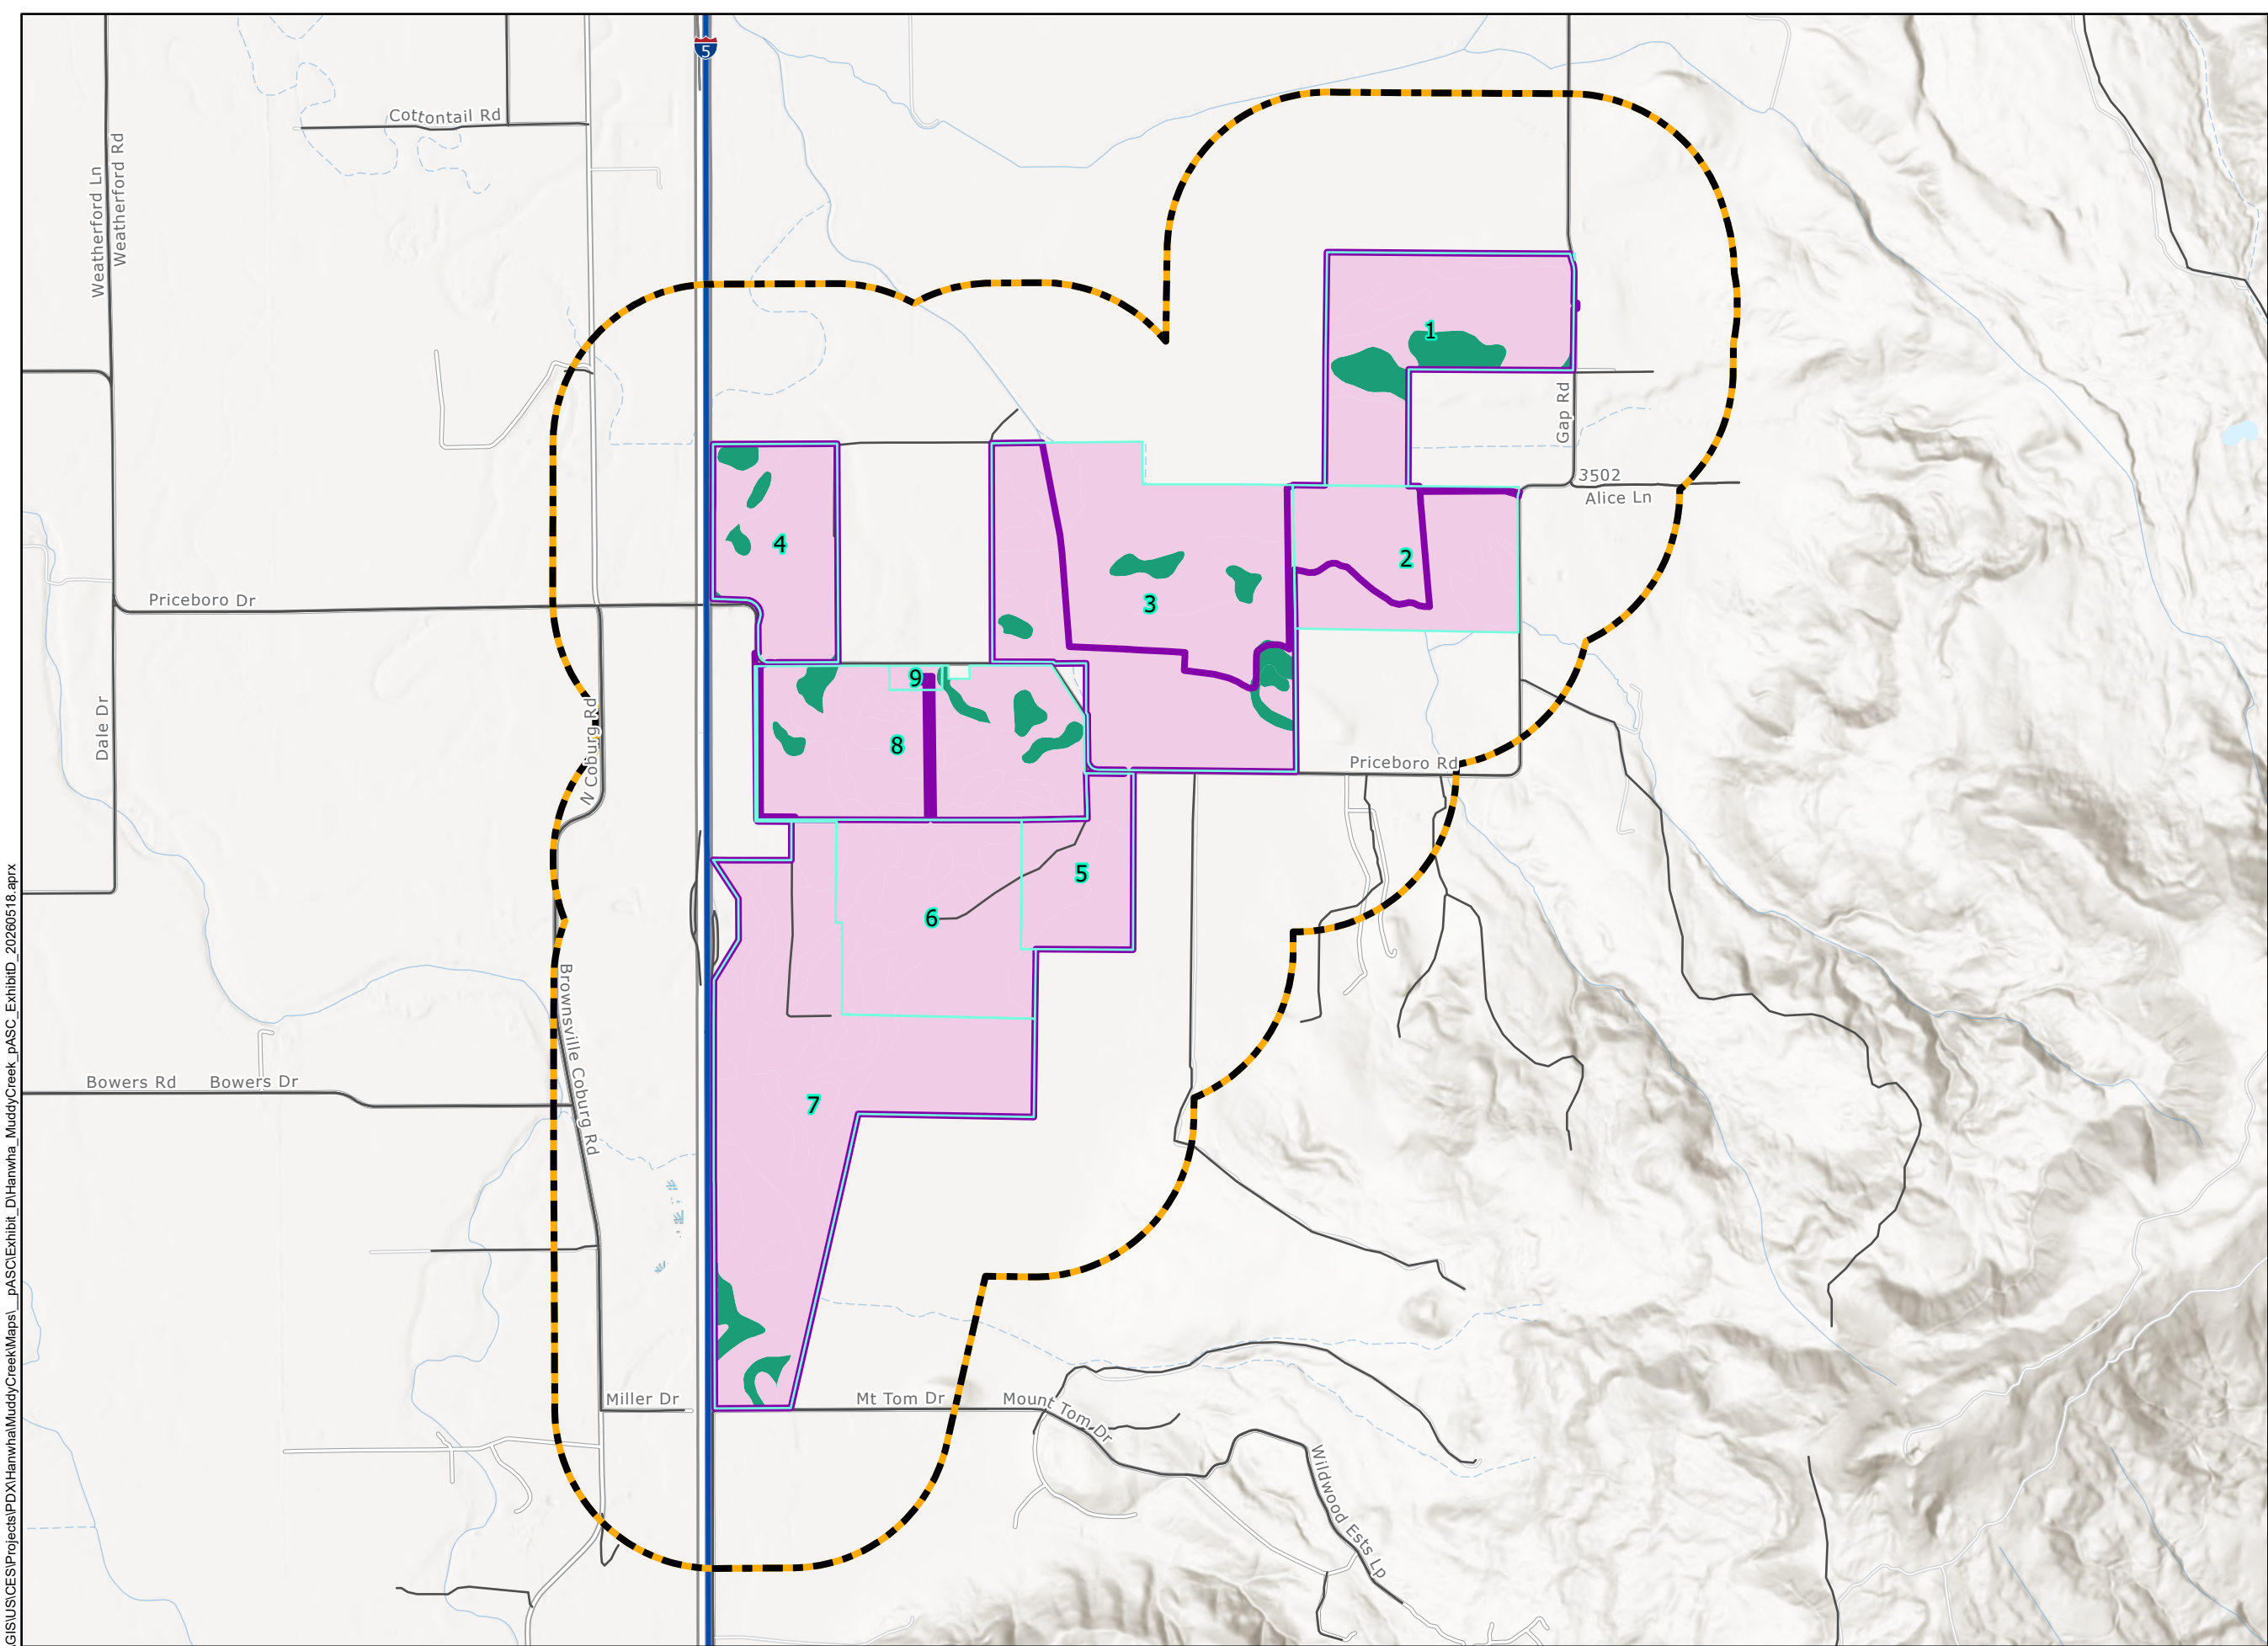 5
Cottontail Rd
Weatherford Ln
Weatherford Rd
1
Gap Rd
3502
Alice Ln
4
2
Priceboro Dr
3
9
Dale Dr
N Coburg Rd
8
Priceboro Rd
5
6
Brownsville Coburg Rd
Bowers Rd
Bowers Dr
7
Miller Dr
Mt Tom Dr
Mount Tom Dr
Wildwood Ests Lp
GIS\US\CES\Projects\PDX\Hanwha\MuddyCreek\Maps\__pASC\Exhibit_D\Hanwha_MuddyCreek_pASC_ExhibitD_20260518.aprx